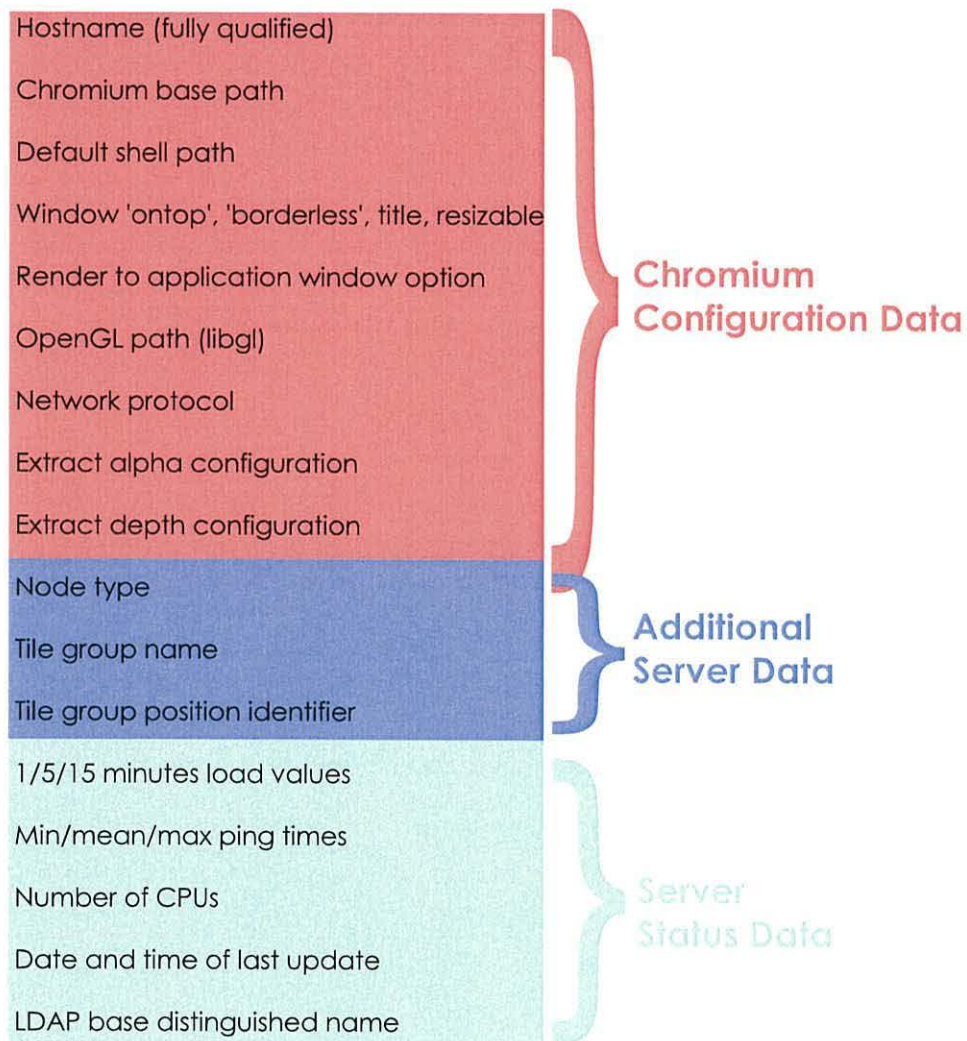 Hostname (fully qualified)
Chromium base path
Default shell path
Window 'ontop', 'borderless', title, resizable
Render to application window option
OpenGL path (libgl)
Network protocol
Extract alpha configuration
Extract depth configuration
Chromium
Configuration Data
Node type
Tile group name
Tile group position identifier
Additional
Server Data
1/5/15 minutes load values
Min/mean/max ping times
Number of CPUs
Date and time of last update
LDAP base distinguished name
Server
Status Data